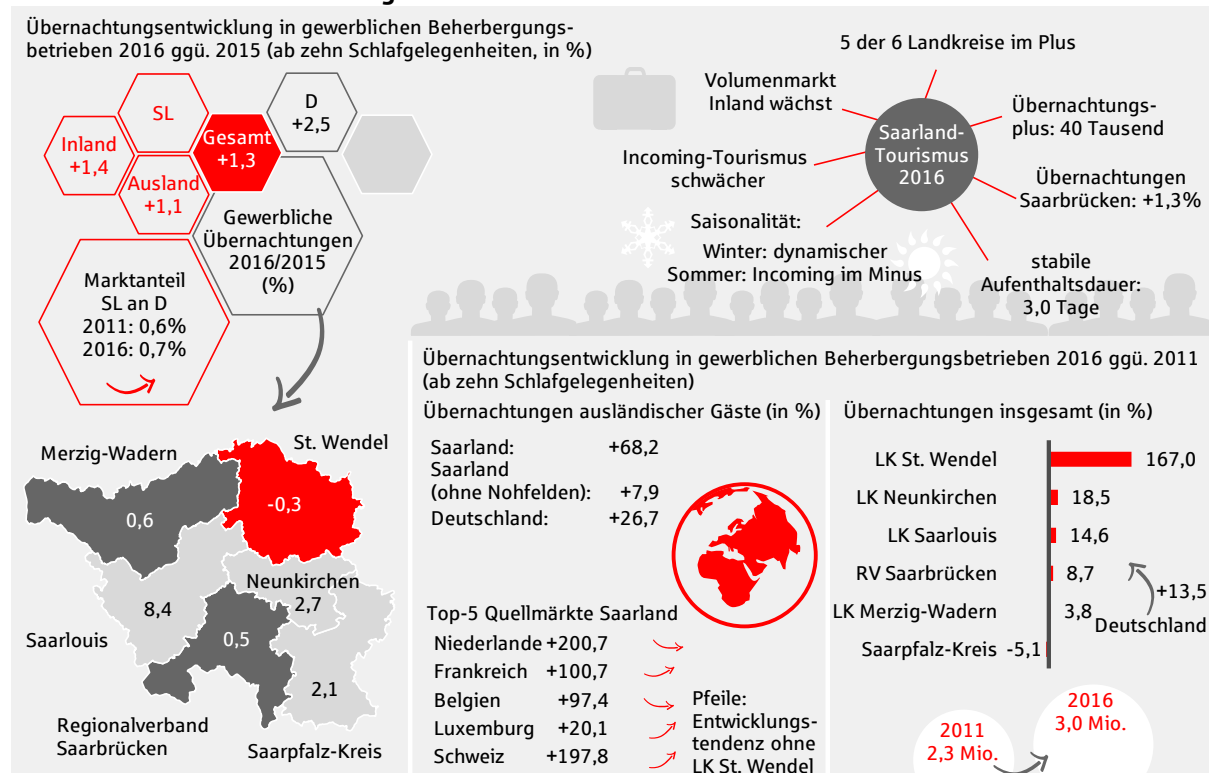 Übernachtungsentwicklung in gewerblichen Beherbergungs-
betrieben 2016 ggü. 2015 (ab zehn Schlafgelegenheiten, in %)
SL
Inland
+1,4
Ausland
+1,1
Gesamt
+1,3
D
+2,5
Gewerbliche
Übernachtungen
2016/2015
(%)
Marktanteil
SL an D
2011: 0,6%
2016: 0,7%
5 der 6 Landkreise im Plus
Volumenmarkt
Inland wächst
Saarland-
Tourismus
2016
Übernachtungs-
plus: 40 Tausend
Incoming-Tourismus
schwächer
Übernachtungen
Saarbrücken: +1,3%
Saisonalität:
Winter: dynamischer
Sommer: Incoming im Minus
stabile
Aufenthaltsdauer:
3,0 Tage
Merzig-Wadern
St. Wendel
0,6
-0,3
Neunkirchen
2,7
8,4
Saarlouis
0,5
2,1
Regionalverband
Saarbrücken
Saarpfalz-Kreis
Übernachtungsentwicklung in gewerblichen Beherbergungsbetrieben 2016 ggü. 2011
(ab zehn Schlafgelegenheiten)
Übernachtungen ausländischer Gäste (in %)
Saarland: +68,2
Saarland
(ohne Nohfelden): +7,9
Deutschland: +26,7
Top-5 Quellmärkte Saarland
Niederlande +200,7
Frankreich +100,7
Belgien +97,4
Luxemburg +20,1
Schweiz +197,8
Pfeile:
Entwicklungs-
tendenz ohne
LK St. Wendel
Übernachtungen insgesamt (in %)
LK St. Wendel 167,0
LK Neunkirchen 18,5
LK Saarlouis 14,6
RV Saarbrücken 8,7
LK Merzig-Wadern 3,8
Saarpfalz-Kreis -5,1
+13,5
Deutschland
2011
2,3 Mio.
2016
3,0 Mio.